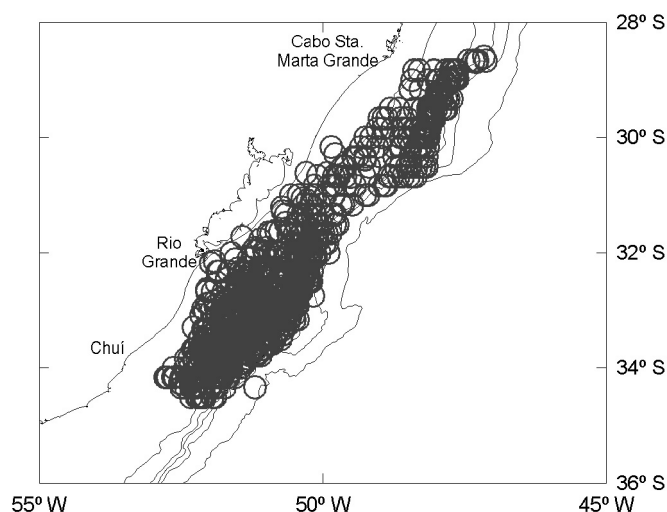 Cabo Sta.
Marta Grande
28º S
30º S
Rio
Grande
32º S
Chuí
34º S
36º S
55º W
50º W
45º W